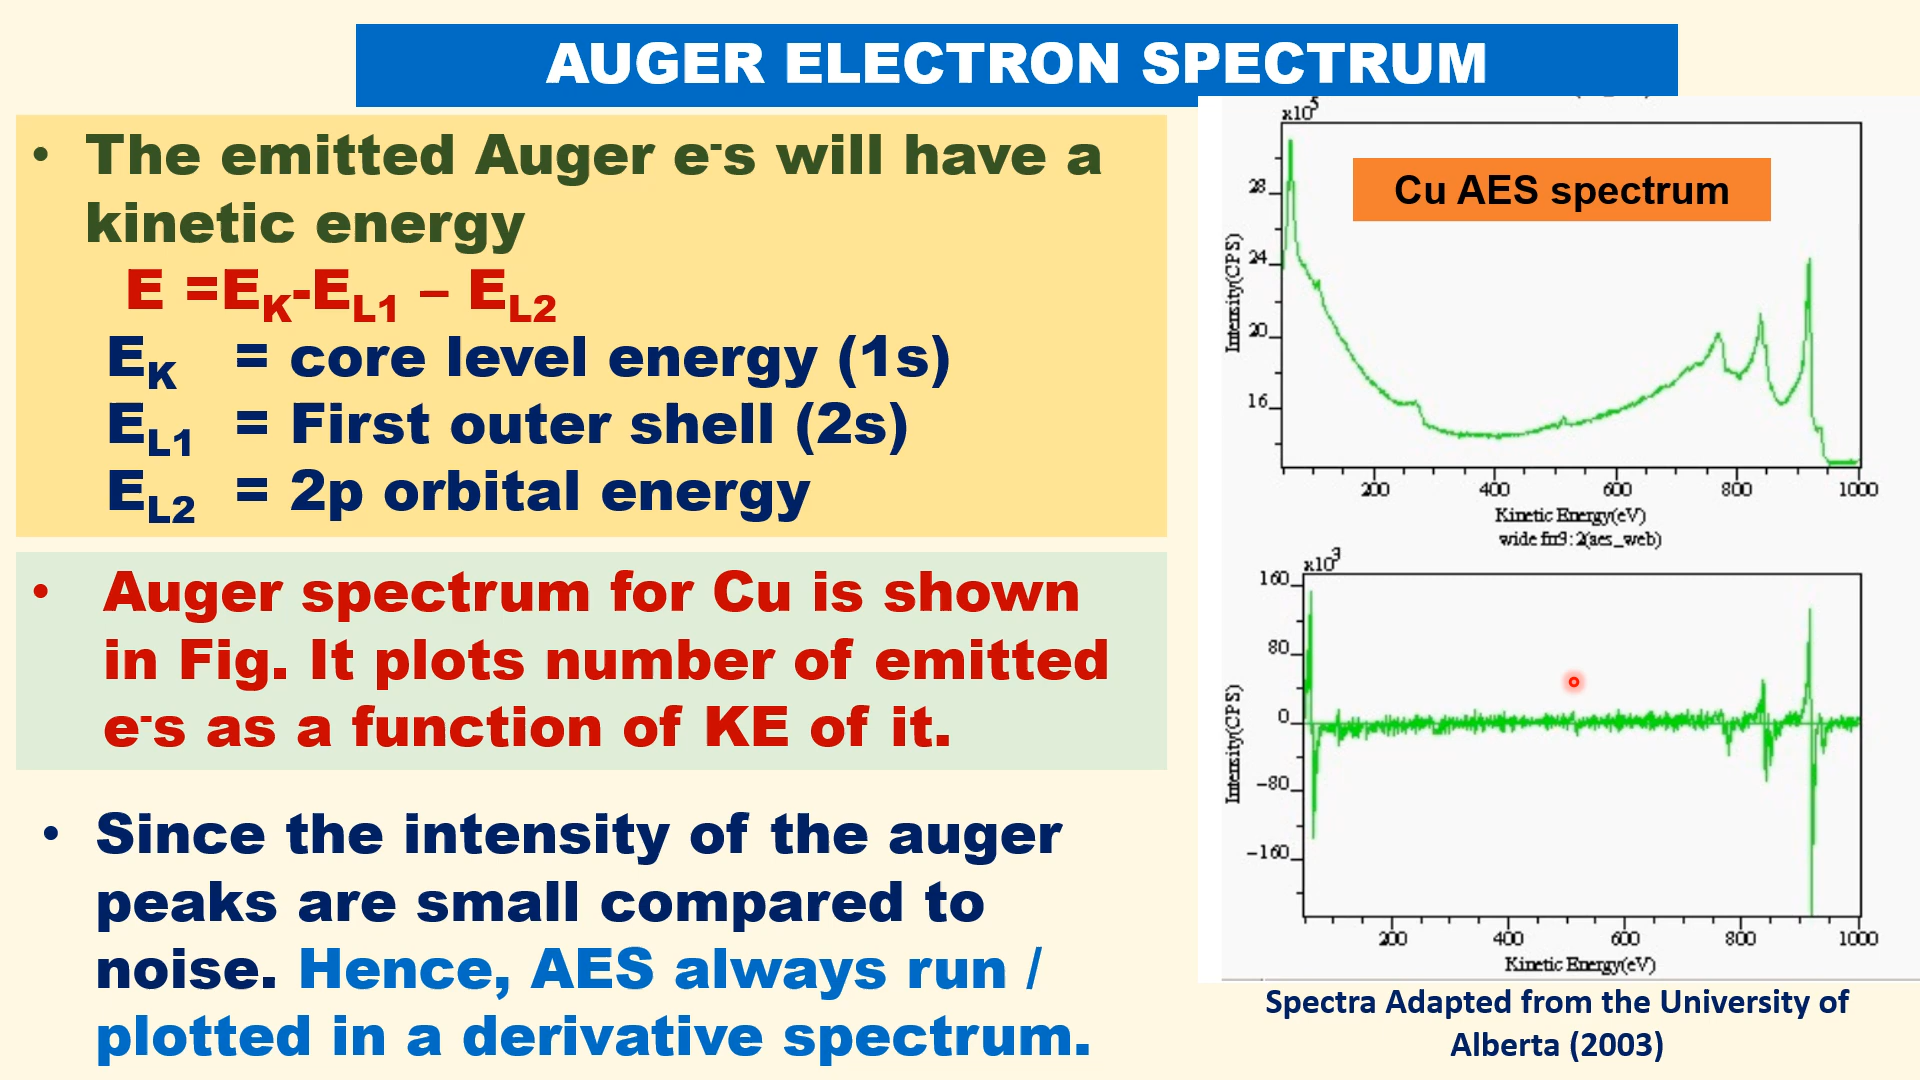 AUGER ELECTRON SPECTRUM
• The emitted Auger e-s will have a
kinetic energy
E =EK-EL1 – EL2
EK = core level energy (1s)
EL1 = First outer shell (2s)
EL2 = 2p orbital energy
• Auger spectrum for Cu is shown
in Fig. It plots number of emitted
e-s as a function of KE of it.
• Since the intensity of the auger
peaks are small compared to
noise. Hence, AES always run /
plotted in a derivative spectrum.
x10^5
Cu AES spectrum
Intensity(CPS)
28
24
20
16
200 400 600 800 1000
Kinetic Energy(eV)
x10^3
Intensity(CPS)
160
80
0
−80
−160
200 400 600 800 1000
Kinetic Energy(eV)
Spectra Adapted from the University of
Alberta (2003)